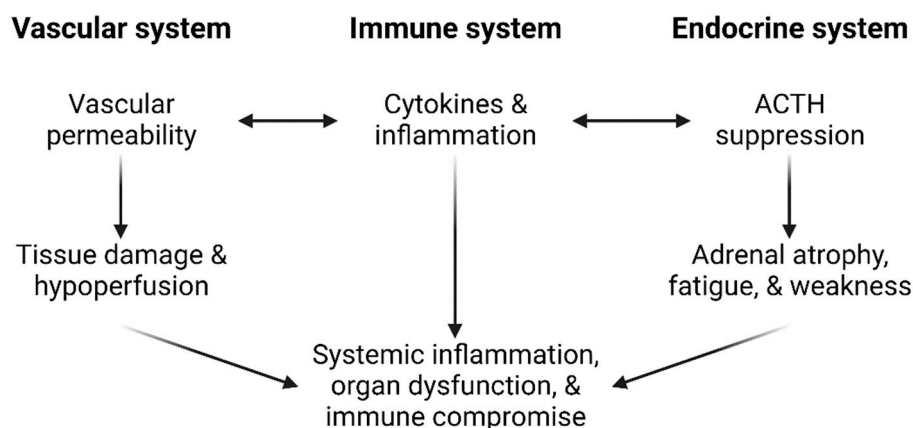 Vascular system
Immune system
Endocrine system
Vascular
permeability
Cytokines &
inflammation
ACTH
suppression
Tissue damage &
hypoperfusion
Adrenal atrophy,
fatigue, & weakness
Systemic inflammation,
organ dysfunction, &
immune compromise